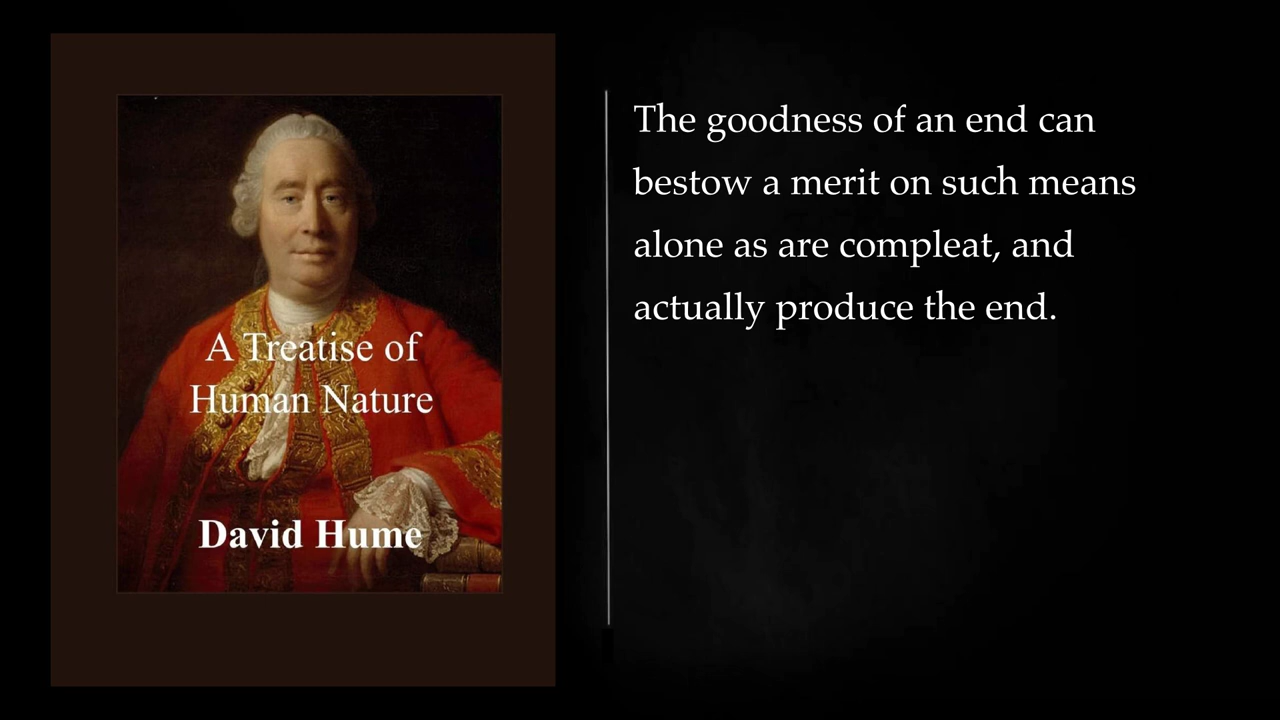 A Treatise of
Human Nature
David Hume
The goodness of an end can
bestow a merit on such means
alone as are compleat, and
actually produce the end.